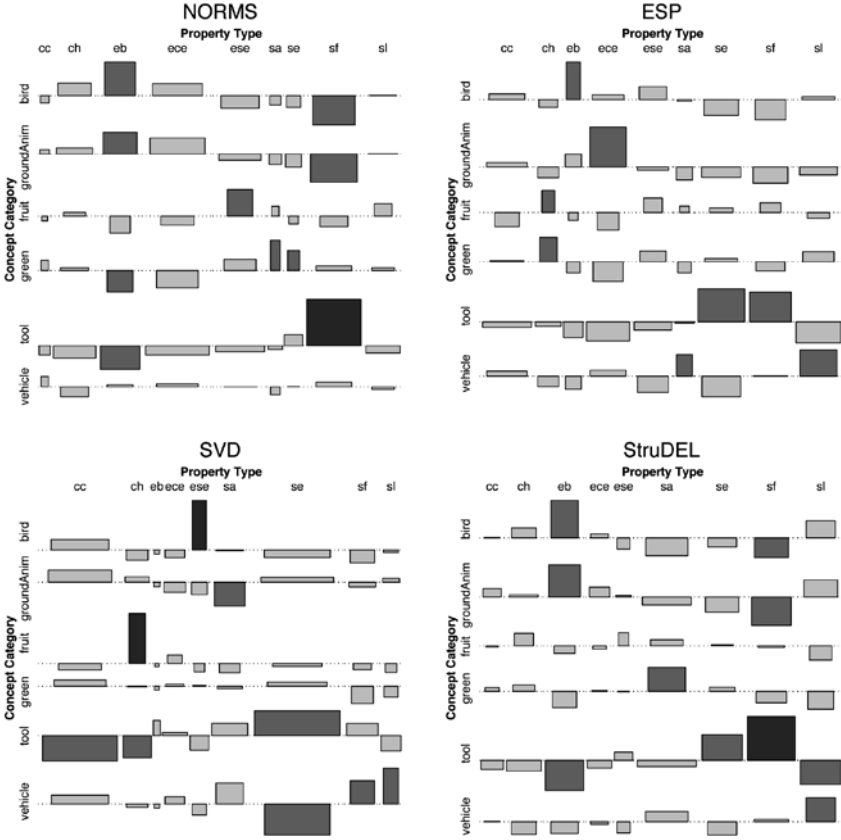 NORMS
Property Type
cc ch eb ece ese sa se sf sl
Concept Category
bird
groundAnim
fruit
green
tool
vehicle
ESP
Property Type
cc ch eb ece ese sa se sf sl
Concept Category
bird
groundAnim
fruit
green
tool
vehicle
SVD
Property Type
cc ch eb ece ese sa se sf sl
Concept Category
bird
groundAnim
fruit
green
tool
vehicle
StruDEL
Property Type
cc ch eb ece ese sa se sf sl
Concept Category
bird
groundAnim
fruit
green
tool
vehicle